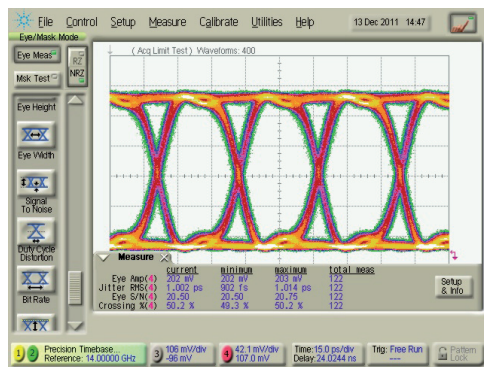 File Control Setup Measure Calibrate Utilities Help 13 Dec 2011 14:47
Eye/Mask Mode
Eye Meas
RZ
NRZ
Msk Test
( Acq Limit Test ) Waveforms: 400
Eye Height
Eye Width
Signal To Noise
Duty Cycle Distortion
Bit Rate
Measure
current minimum maximum total meas
Eye Amp(4) 202 mV 202 mV 203 mV 122
Jitter RMS(4) 1.002 ps 902 fs 1.014 ps 122
Eye S/N(4) 20.50 20.50 20.75 122
Crossing %(4) 50.2 % 49.3 % 50.2 % 122
Setup & Info
1 2 Precision Timebase...
Reference: 14.00000 GHz
3 106 mV/div
-96 mV
4 42.1 mV/div
107.0 mV
Time:15.0 ps/div
Delay:24.0244 ns
Trig: Free Run
---
Pattern Lock